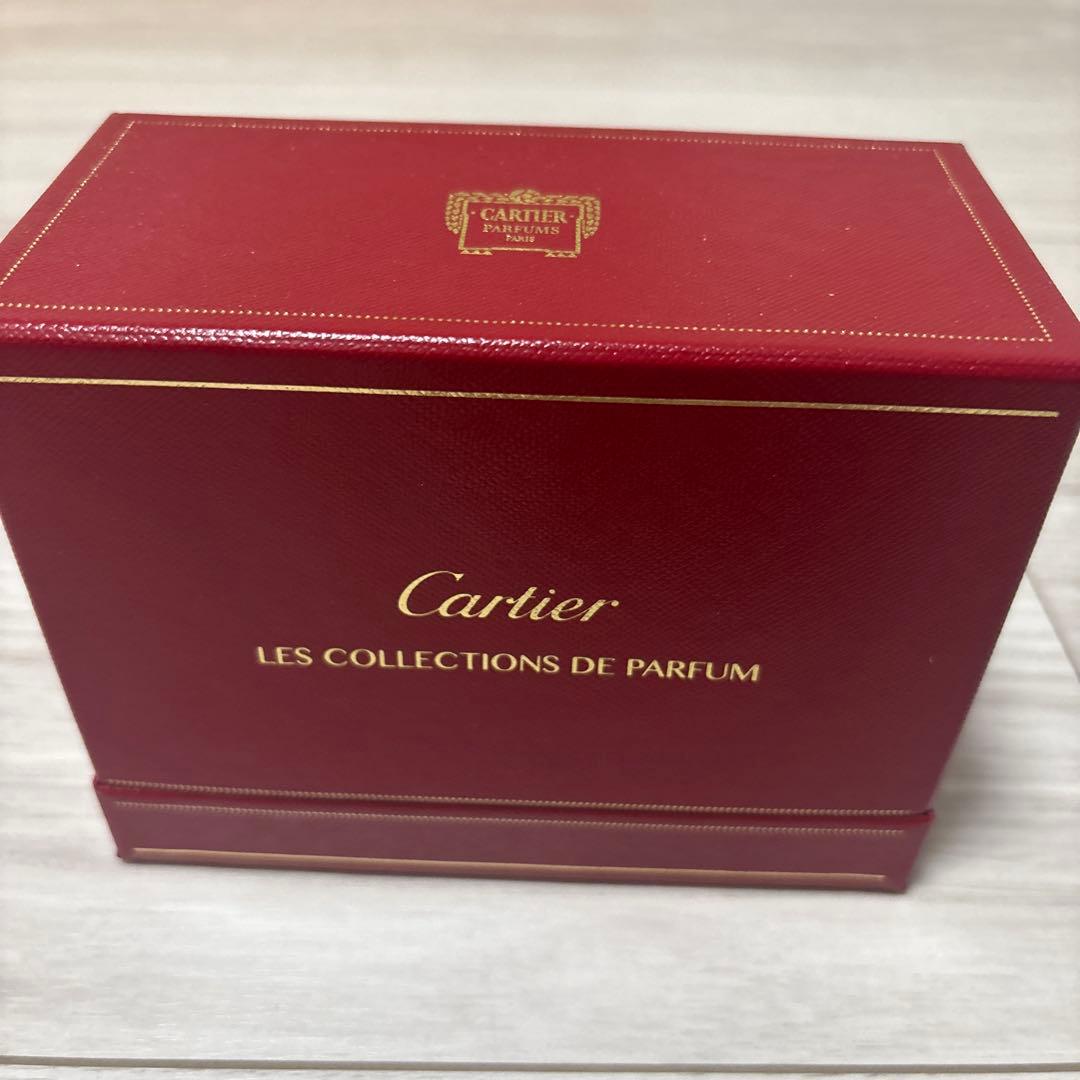 CARTIER
PARFUMS
PARIS
Cartier
LES COLLECTIONS DE PARFUM